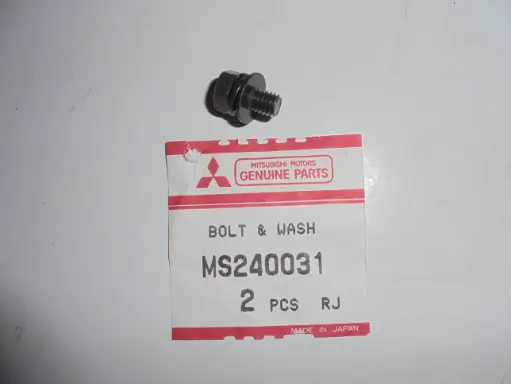 MITSUBISHI MOTORS
GENUINE PARTS
BOLT & WASH
MS240031
2 PCS RJ
MADE IN JAPAN